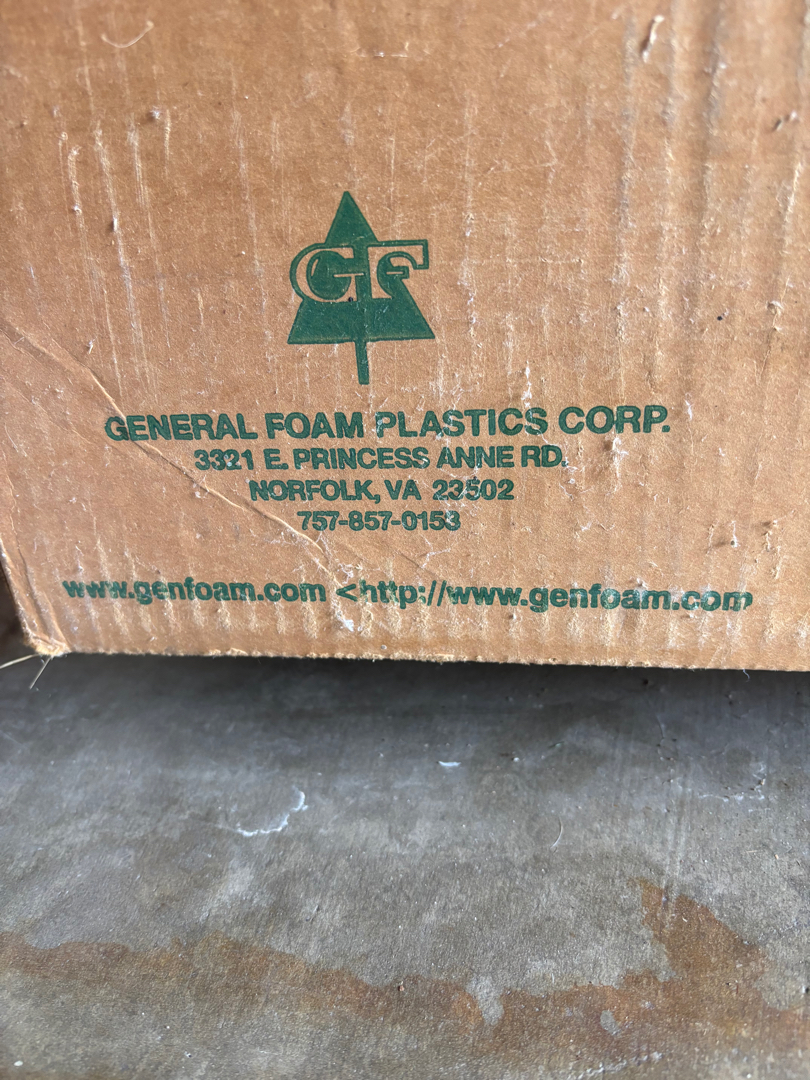 GF
GENERAL FOAM PLASTICS CORP.
3321 E. PRINCESS ANNE RD.
NORFOLK, VA 23502
757-857-0153
www.genfoam.com <http://www.genfoam.com